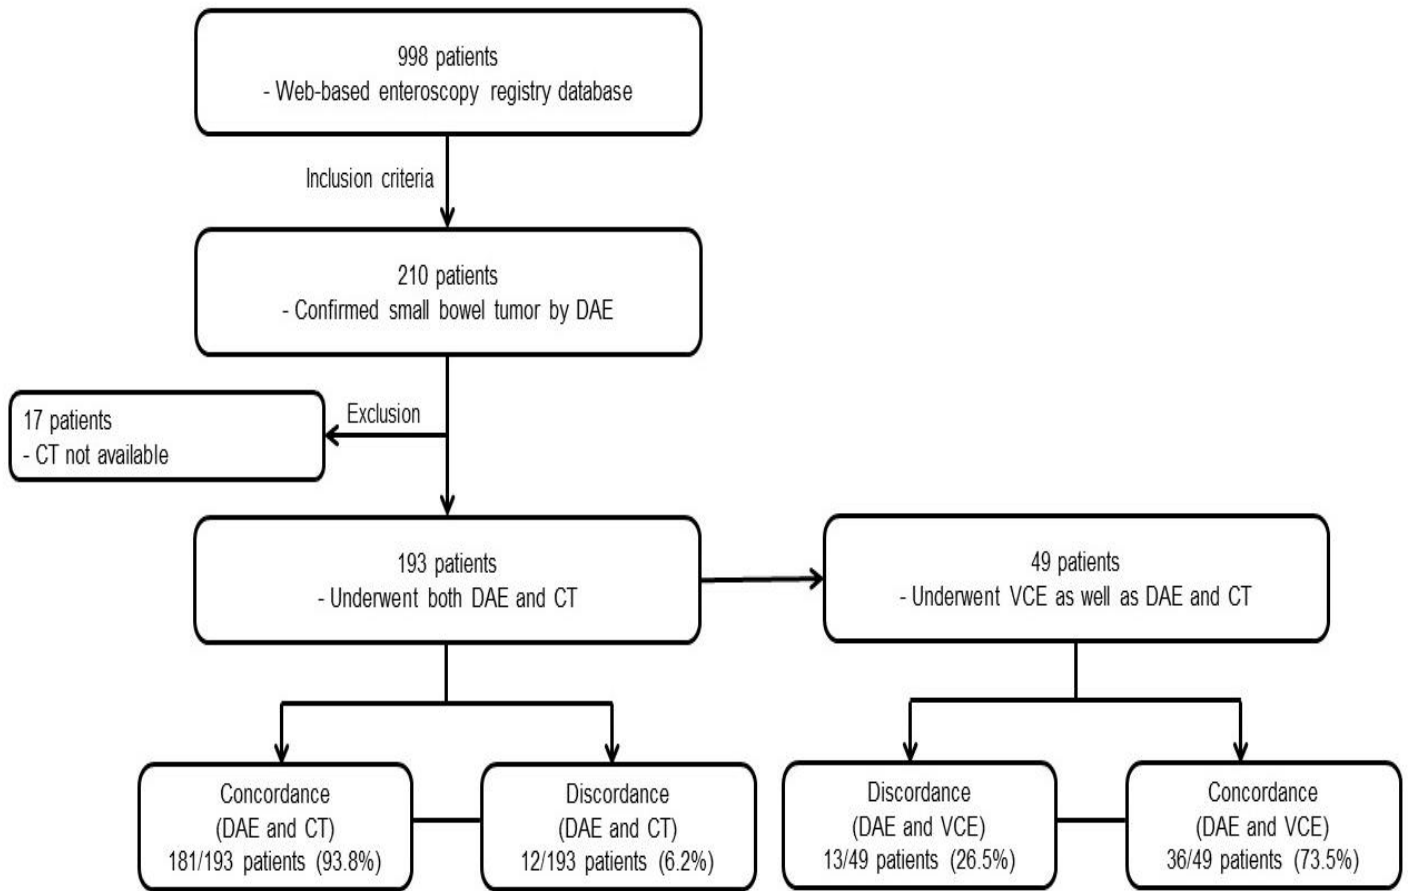 998 patients
- Web-based enteroscopy registry database
Inclusion criteria
210 patients
- Confirmed small bowel tumor by DAE
Exclusion
17 patients
- CT not available
193 patients
- Underwent both DAE and CT
49 patients
- Underwent VCE as well as DAE and CT
Concordance
(DAE and CT)
181/193 patients (93.8%)
Discordance
(DAE and CT)
12/193 patients (6.2%)
Discordance
(DAE and VCE)
13/49 patients (26.5%)
Concordance
(DAE and VCE)
36/49 patients (73.5%)